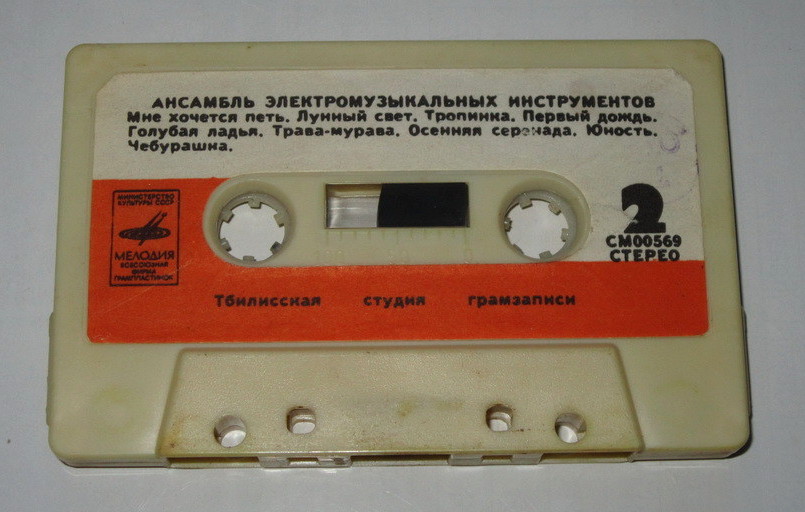 АНСАМБЛЬ ЭЛЕКТРОМУЗЫКАЛЬНЫХ ИНСТРУМЕНТОВ
Мне хочется петь. Лунный свет. Тропинка. Первый дождь.
Голубая ладья. Трава-мурава. Осенняя серенада. Юность.
Чебурашка.
МИНИСТЕРСТВО
КУЛЬТУРЫ СССР
МЕЛОДИЯ
ВСЕСОЮЗНАЯ
ФИРМА
ГРАМПЛАСТИНОК
2
СМ00569
СТЕРЕО
Тбилисская студия грамзаписи